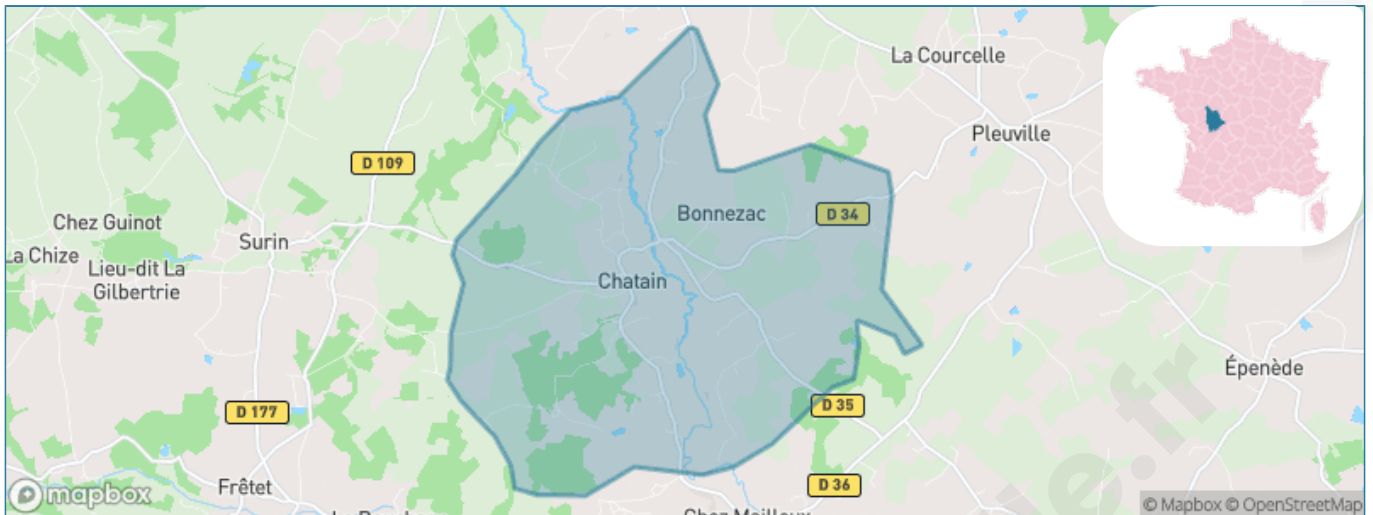 La Courcelle
Pleuville
D 109
Chez Guinot
Bonnezac
D 34
Surin
La Chize
Lieu-dit La
Gilbertrie
Chatain
Épenède
D 177
D 35
Frêtet
D 36
mapbox
© Mapbox © OpenStreetMap